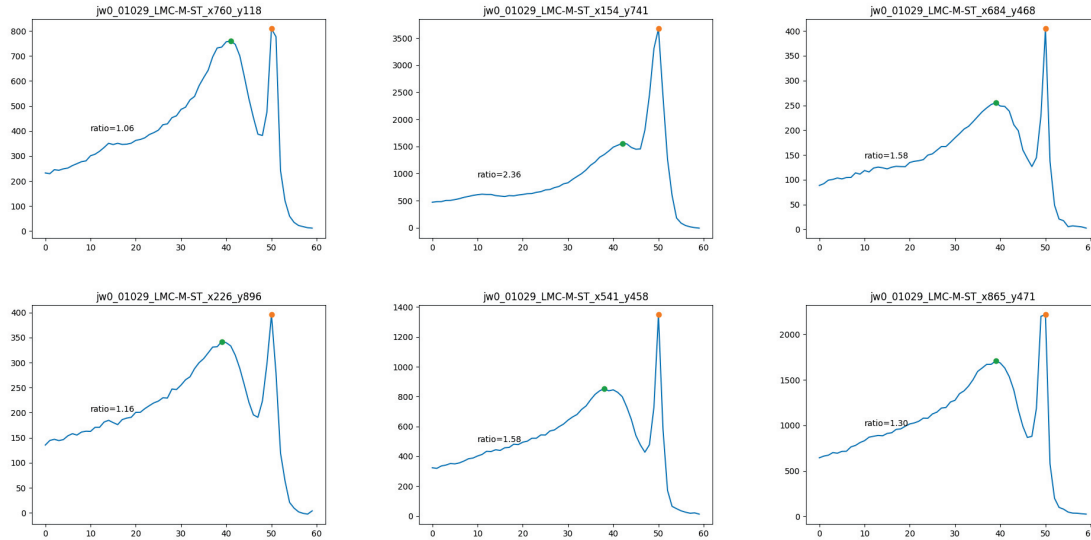 jw0_01029_LMC-M-ST_x760_y118
800
700
600
500
400
300
200
100
0
ratio=1.06
0 10 20 30 40 50 60
jw0_01029_LMC-M-ST_x154_y741
3500
3000
2500
2000
1500
1000
500
0
ratio=2.36
0 10 20 30 40 50 60
jw0_01029_LMC-M-ST_x684_y468
400
350
300
250
200
150
100
50
0
ratio=1.58
0 10 20 30 40 50 60
jw0_01029_LMC-M-ST_x226_y896
400
350
300
250
200
150
100
50
0
ratio=1.16
0 10 20 30 40 50 60
jw0_01029_LMC-M-ST_x541_y458
1400
1200
1000
800
600
400
200
0
ratio=1.58
0 10 20 30 40 50 60
jw0_01029_LMC-M-ST_x865_y471
2000
1500
1000
500
0
ratio=1.30
0 10 20 30 40 50 60